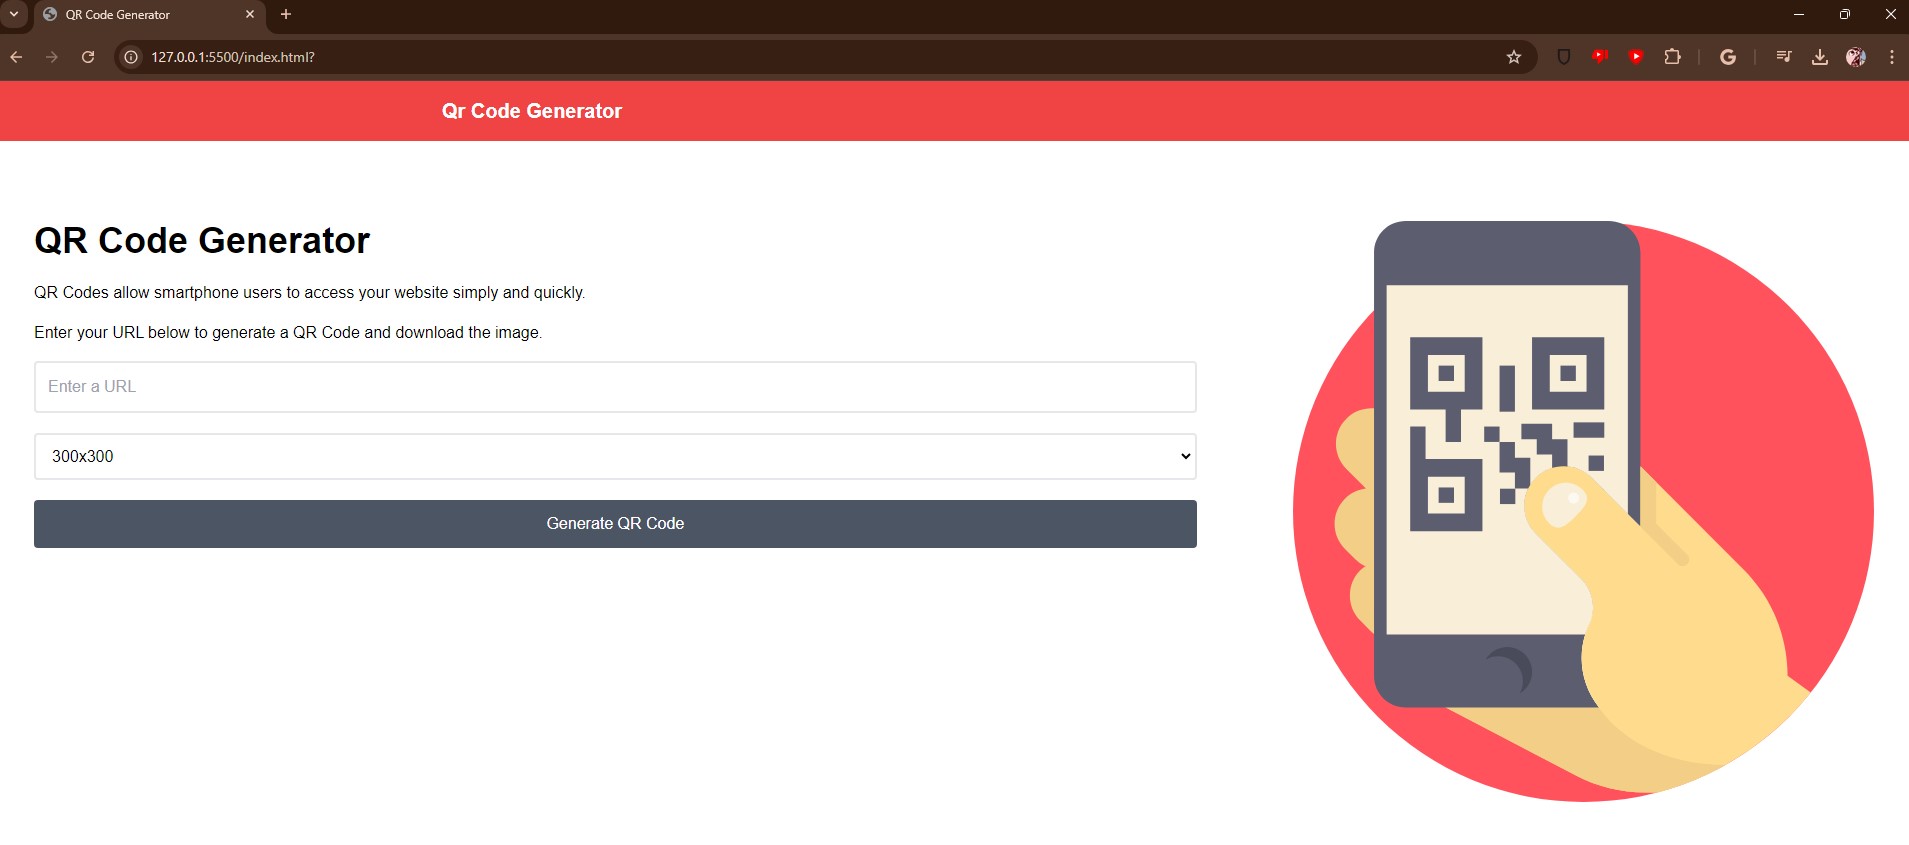 QR Code Generator
127.0.0.1:5500/index.html?
Qr Code Generator
QR Code Generator
QR Codes allow smartphone users to access your website simply and quickly.
Enter your URL below to generate a QR Code and download the image.
Enter a URL
300x300
Generate QR Code